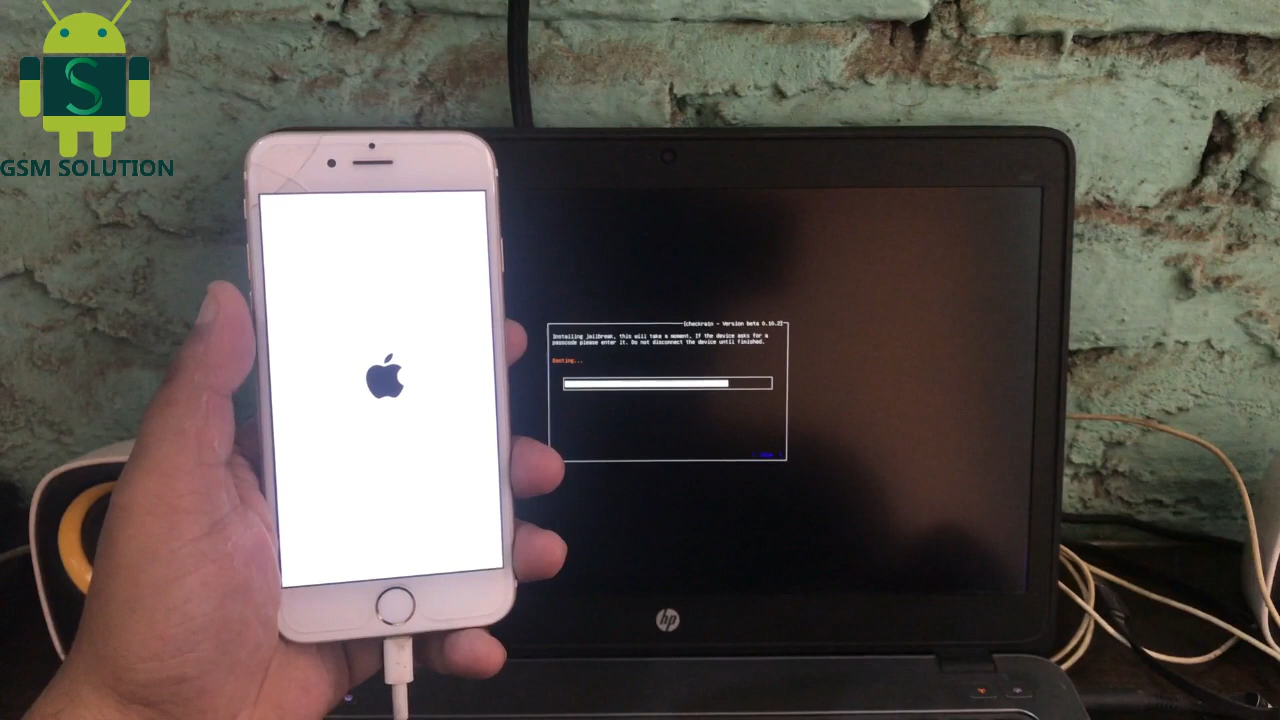 S
GSM SOLUTION
[checkra1n - Version beta 0.10.2]
Installing jailbreak, this will take a moment. If the device asks for a
passcode please enter it. Do not disconnect the device until finished.
Booting...
hp